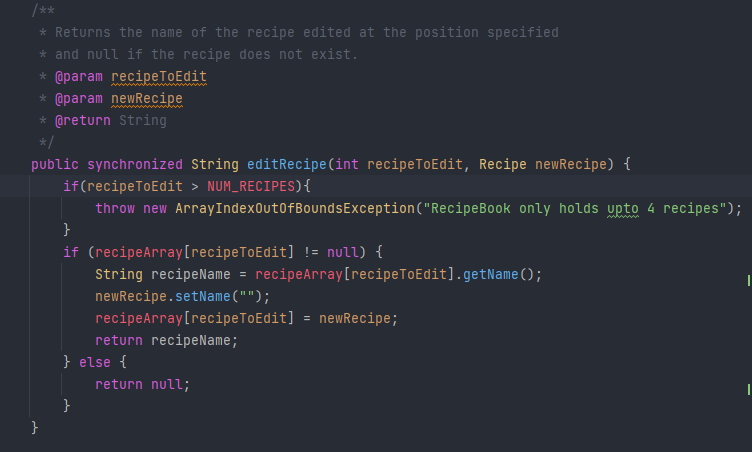 /**
 * Returns the name of the recipe edited at the position specified
 * and null if the recipe does not exist.
 * @param recipeToEdit
 * @param newRecipe
 * @return String
 */
public synchronized String editRecipe(int recipeToEdit, Recipe newRecipe) {
    if(recipeToEdit > NUM_RECIPES){
        throw new ArrayIndexOutOfBoundsException("RecipeBook only holds upto 4 recipes");
    }
    if (recipeArray[recipeToEdit] != null) {
        String recipeName = recipeArray[recipeToEdit].getName();
        newRecipe.setName("");
        recipeArray[recipeToEdit] = newRecipe;
        return recipeName;
    } else {
        return null;
    }
}